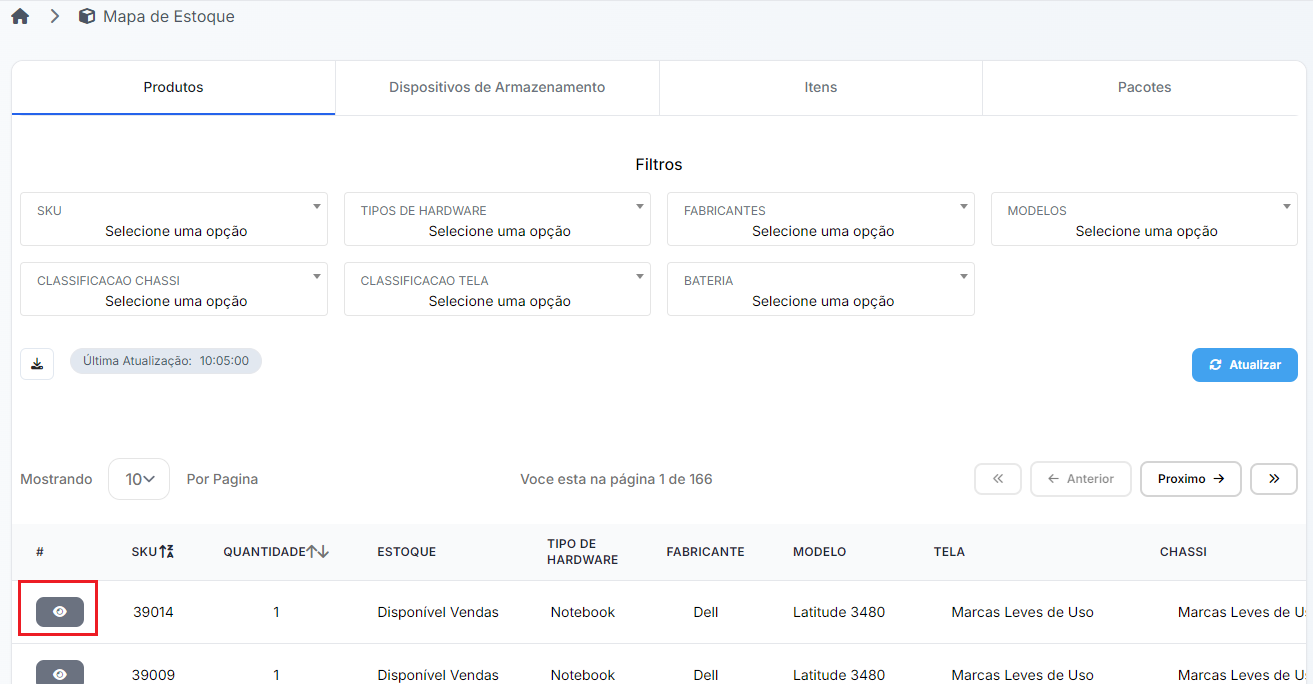 Mapa de Estoque
Produtos
Dispositivos de Armazenamento
Itens
Pacotes
Filtros
SKU
Selecione uma opção
TIPOS DE HARDWARE
Selecione uma opção
FABRICANTES
Selecione uma opção
MODELOS
Selecione uma opção
CLASSIFICACAO CHASSI
Selecione uma opção
CLASSIFICACAO TELA
Selecione uma opção
BATERIA
Selecione uma opção
Última Atualização: 10:05:00
Atualizar
Mostrando 10 Por Pagina
Voce esta na página 1 de 166
« ← Anterior Proximo → »
# SKU QUANTIDADE ESTOQUE TIPO DE HARDWARE FABRICANTE MODELO TELA CHASSI
39014 1 Disponível Vendas Notebook Dell Latitude 3480 Marcas Leves de Uso Marcas Leves de U
39009 1 Disponível Vendas Notebook Dell Latitude 3480 Marcas Leves de Uso Marcas Leves de U